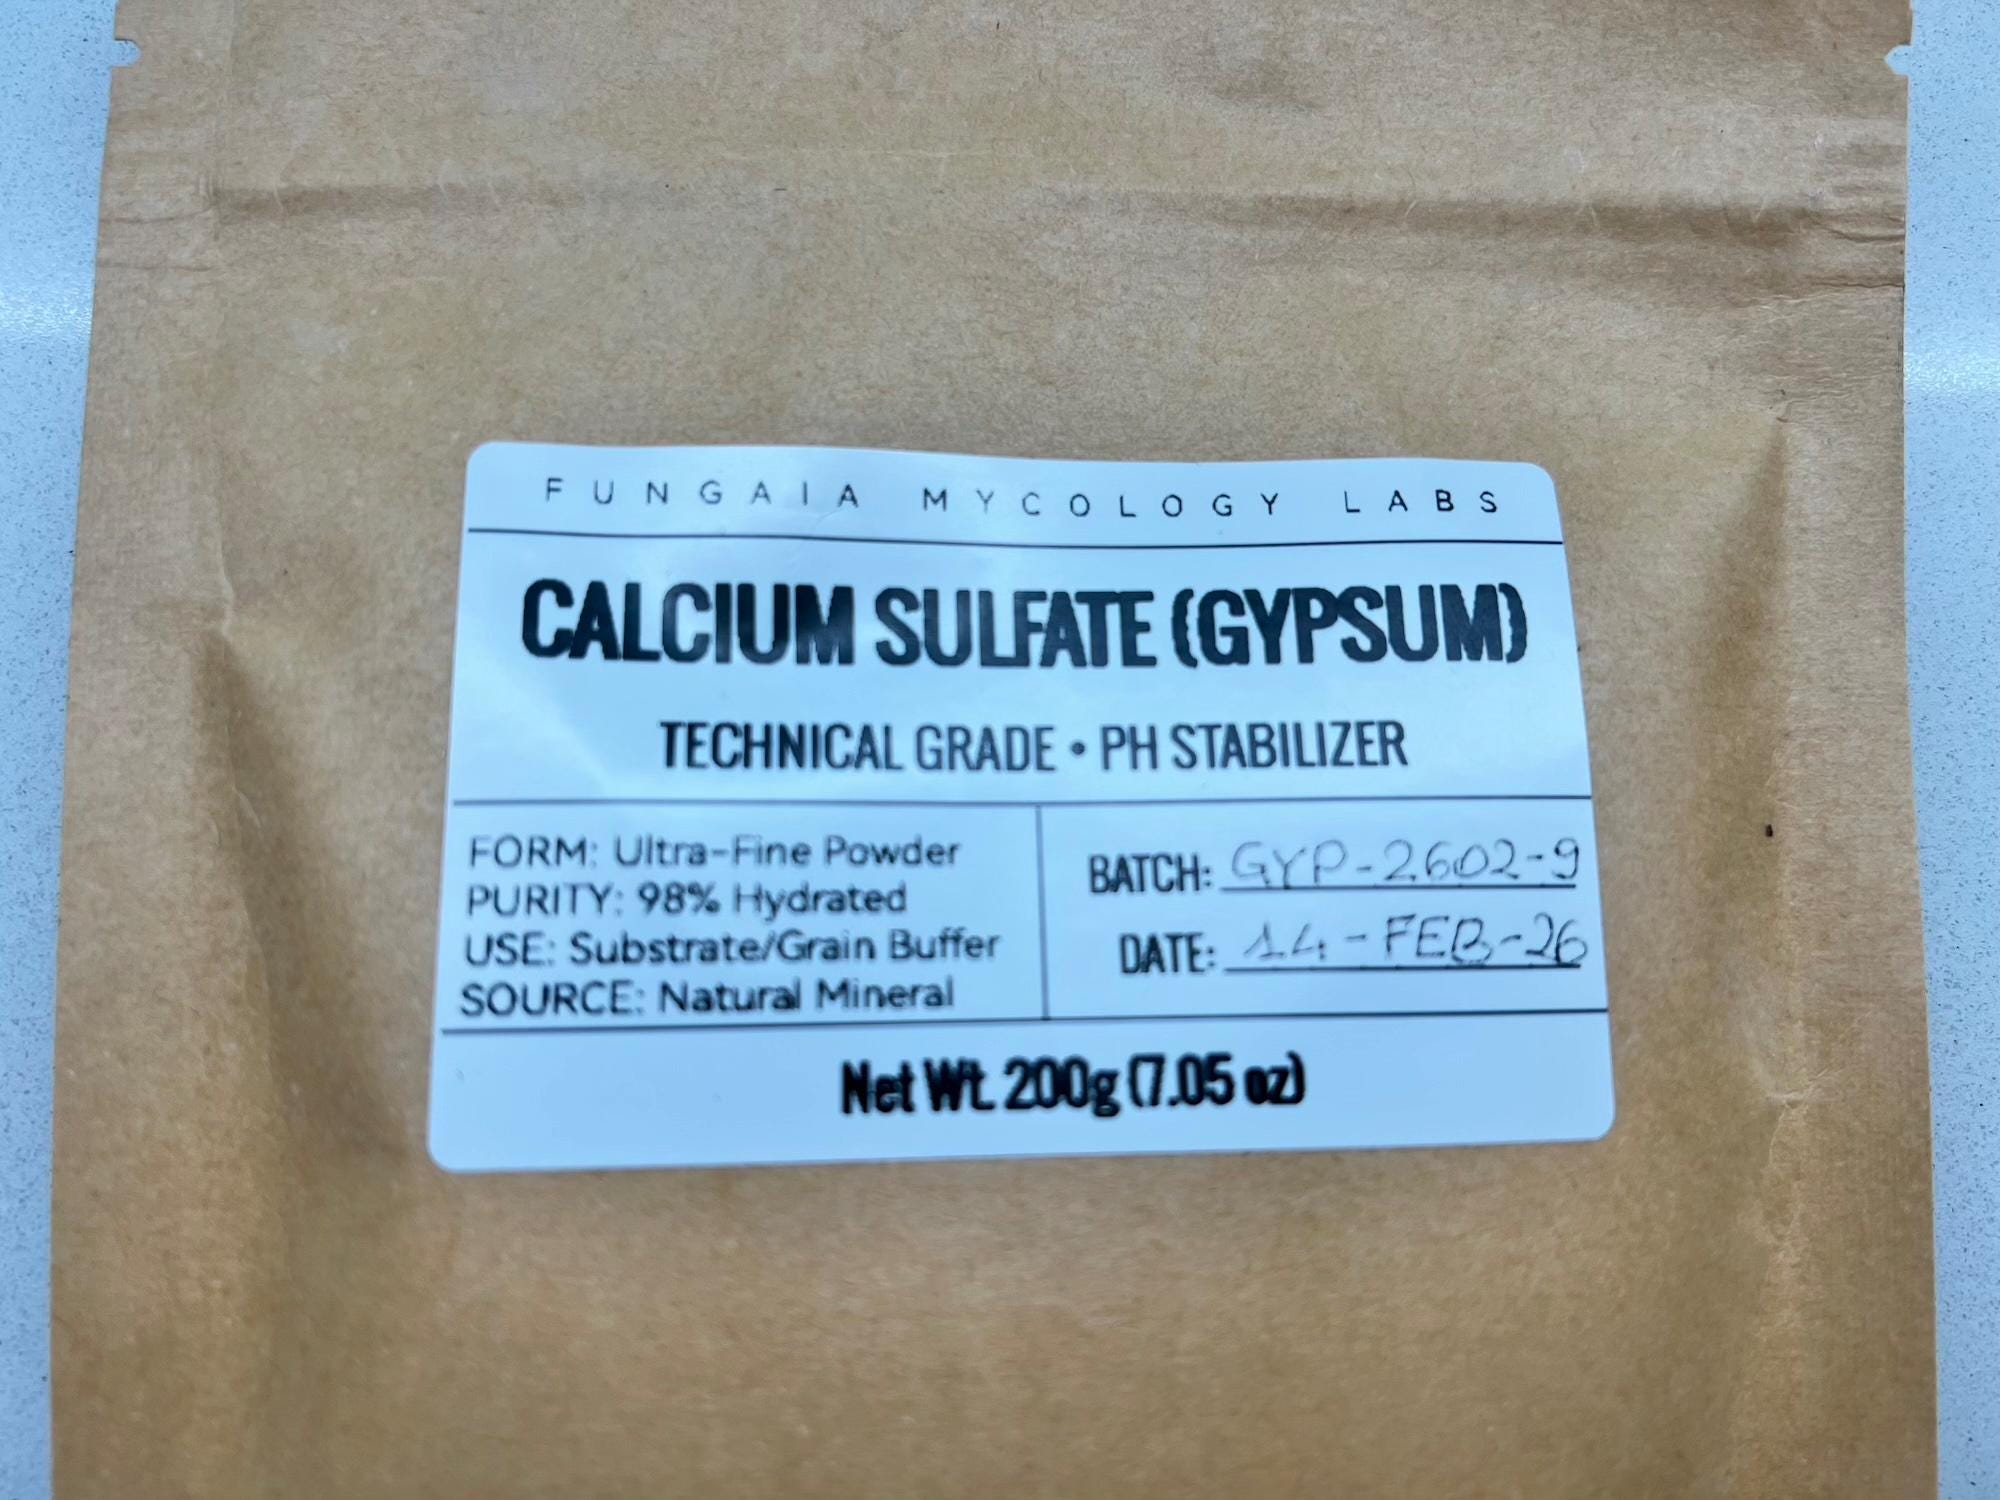 FUNGAIA MYCOLOGY LABS
CALCIUM SULFATE (GYPSUM)
TECHNICAL GRADE • PH STABILIZER
FORM: Ultra-Fine Powder
PURITY: 98% Hydrated
USE: Substrate/Grain Buffer
SOURCE: Natural Mineral
BATCH: GYP-2602-9
DATE: 14-FEB-26
Net Wt. 200g (7.05 oz)